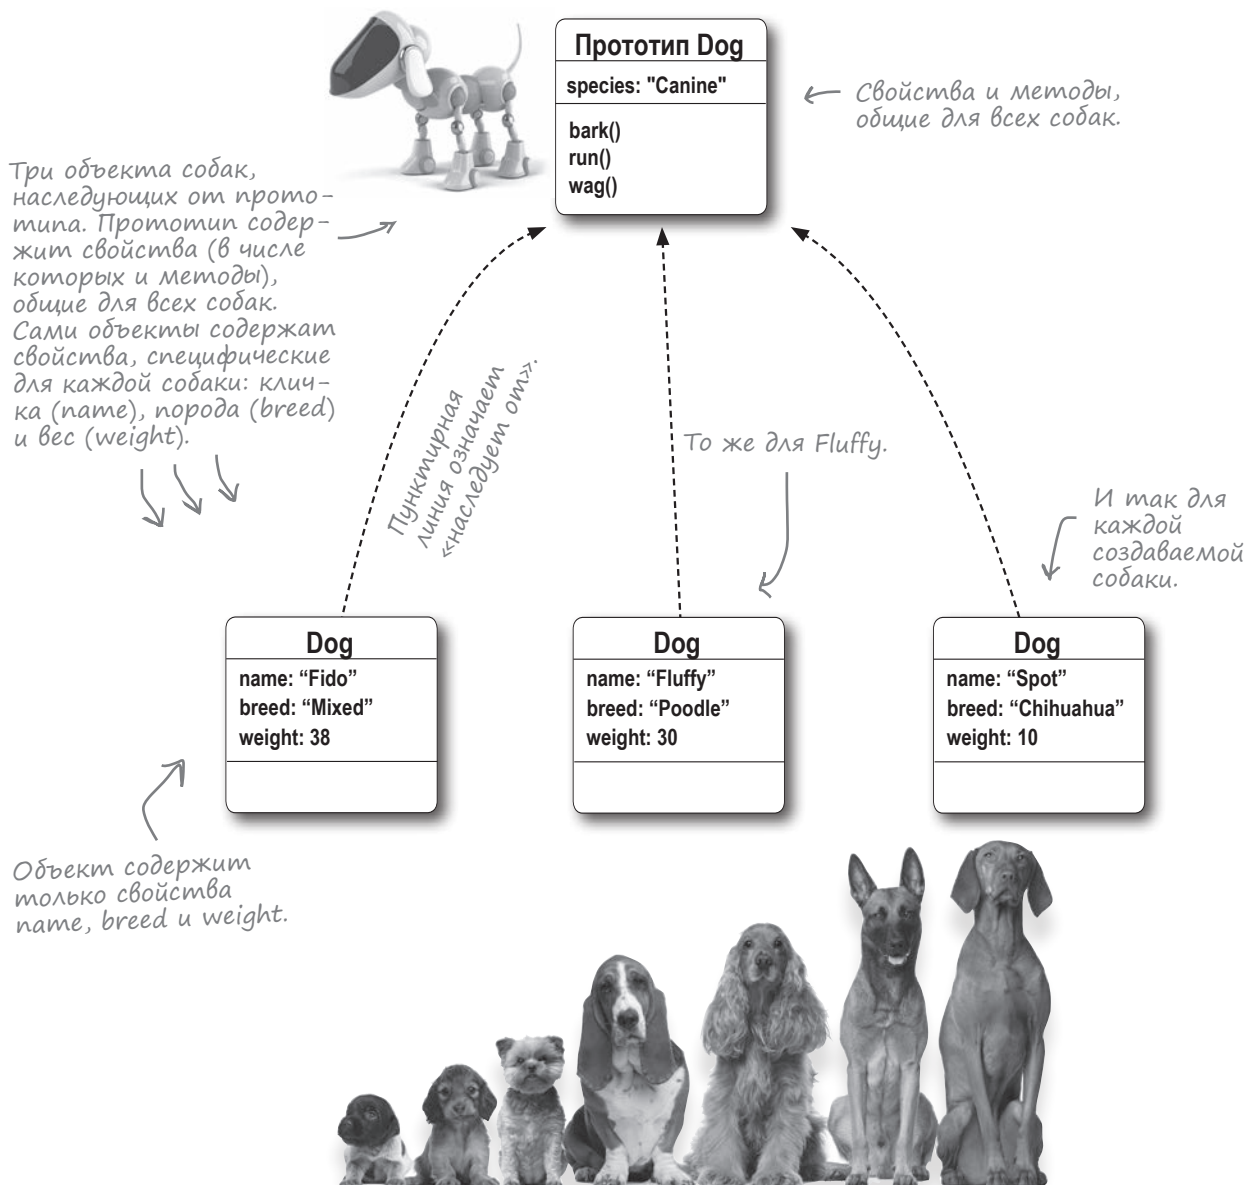 Прототип Dog
species: "Canine"
bark()
run()
wag()
Свойства и методы,
общие для всех собак.
Три объекта собак,
наследующих от прото-
типа. Прототип содер-
жит свойства (в числе
которых и методы),
общие для всех собак.
Сами объекты содержат
свойства, специфические
для каждой собаки: клич-
ка (name), порода (breed)
и вес (weight).
Пунктирная
линия означает
«наследует от».
То же для Fluffy.
И так для
каждой
создаваемой
собаки.
Dog
name: “Fido”
breed: “Mixed”
weight: 38
Dog
name: “Fluffy”
breed: “Poodle”
weight: 30
Dog
name: “Spot”
breed: “Chihuahua”
weight: 10
Объект содержит
только свойства
name, breed и weight.